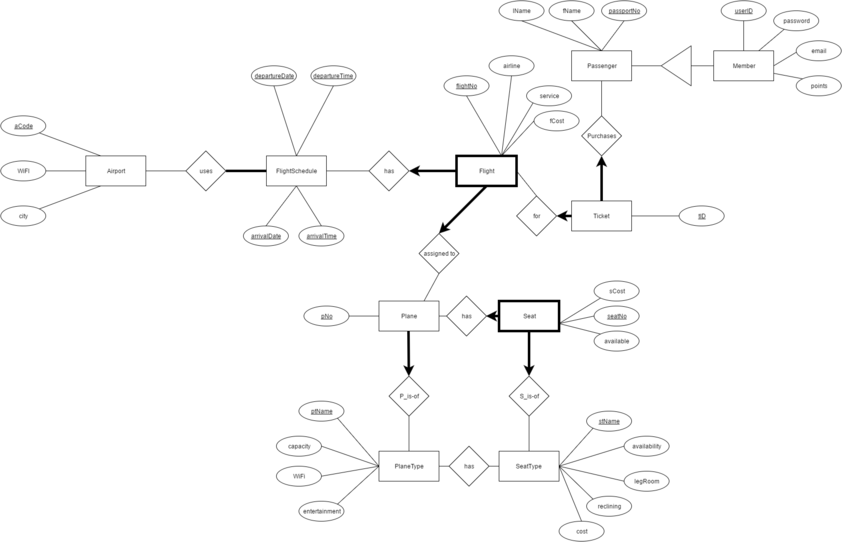 lName
fName
passportNo
userID
password
email
points
Passenger
Member
departureDate
departureTime
flightNo
airline
service
fCost
aCode
WiFI
city
Airport
uses
FlightSchedule
has
Flight
Purchases
for
Ticket
tID
arrivalDate
arrivalTime
assigned to
pNo
Plane
has
Seat
sCost
seatNo
available
P_is-of
S_is-of
ptName
capacity
WiFi
entertainment
PlaneType
has
SeatType
stName
availability
legRoom
reclining
cost